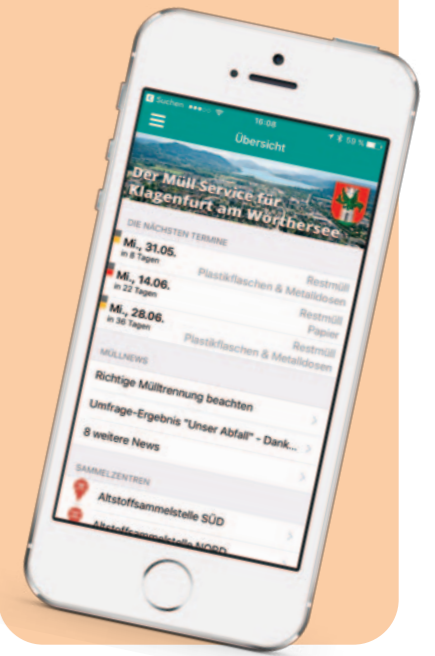 Suchen
16:08
59 %
Übersicht
Der Müll Service für
Klagenfurt am Wörthersee
DIE NÄCHSTEN TERMINE
Mi., 31.05.
in 8 Tagen
Restmüll
Plastikflaschen & Metalldosen
Mi., 14.06.
in 22 Tagen
Restmüll
Papier
Mi., 28.06.
in 36 Tagen
Restmüll
Plastikflaschen & Metalldosen
MÜLLNEWS
Richtige Mülltrennung beachten
Umfrage-Ergebnis "Unser Abfall" - Dank...
8 weitere News
SAMMELZENTREN
Altstoffsammelstelle SÜD
Altstoffsammelstelle NORD